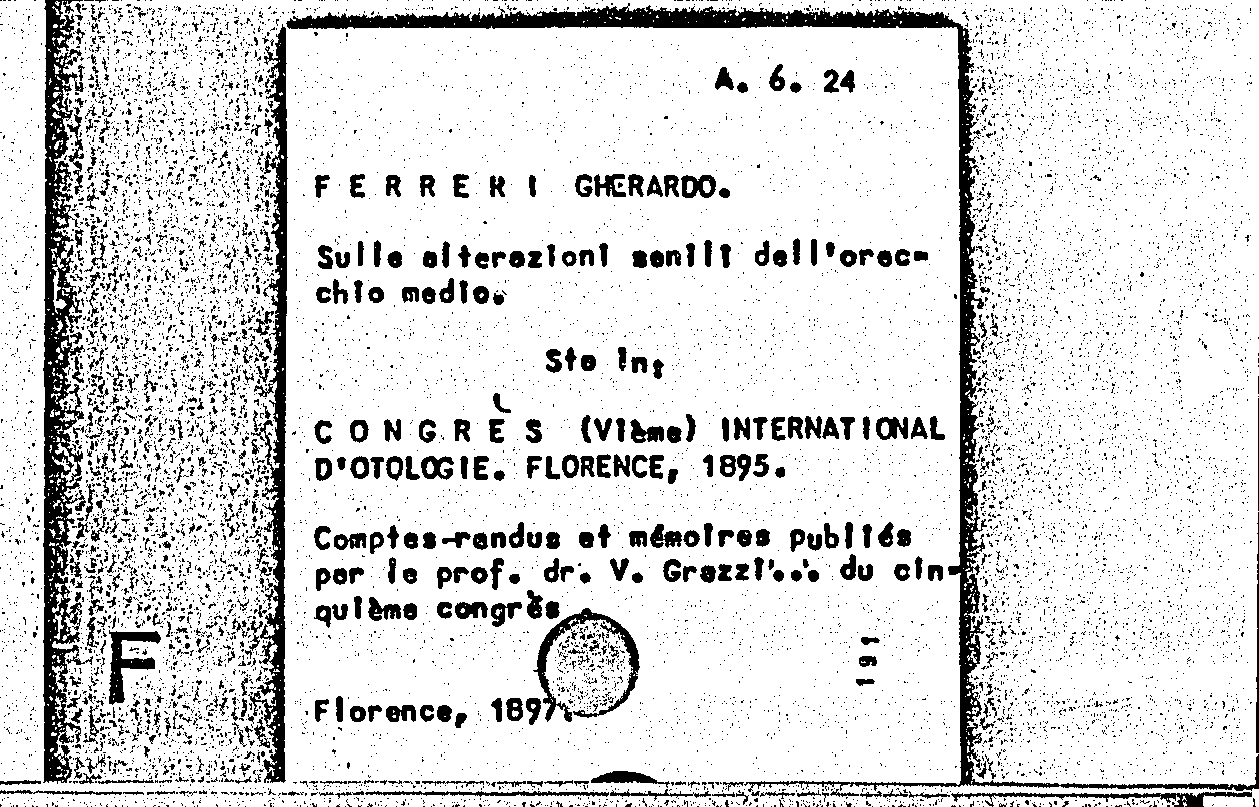 A. 6. 24
F E R R E R I GHERARDO.
Sulle alterazioni senili dell'orec-
chio medio.
Sta in:
C O N G R È S (VIème) INTERNATIONAL
D'OTOLOGIE. FLORENCE, 1895.
Comptes-rendus et mémoires publiés
par le prof. dr. V. Grazzi... du cin-
quième congrès.
F
191
Florence, 1897.